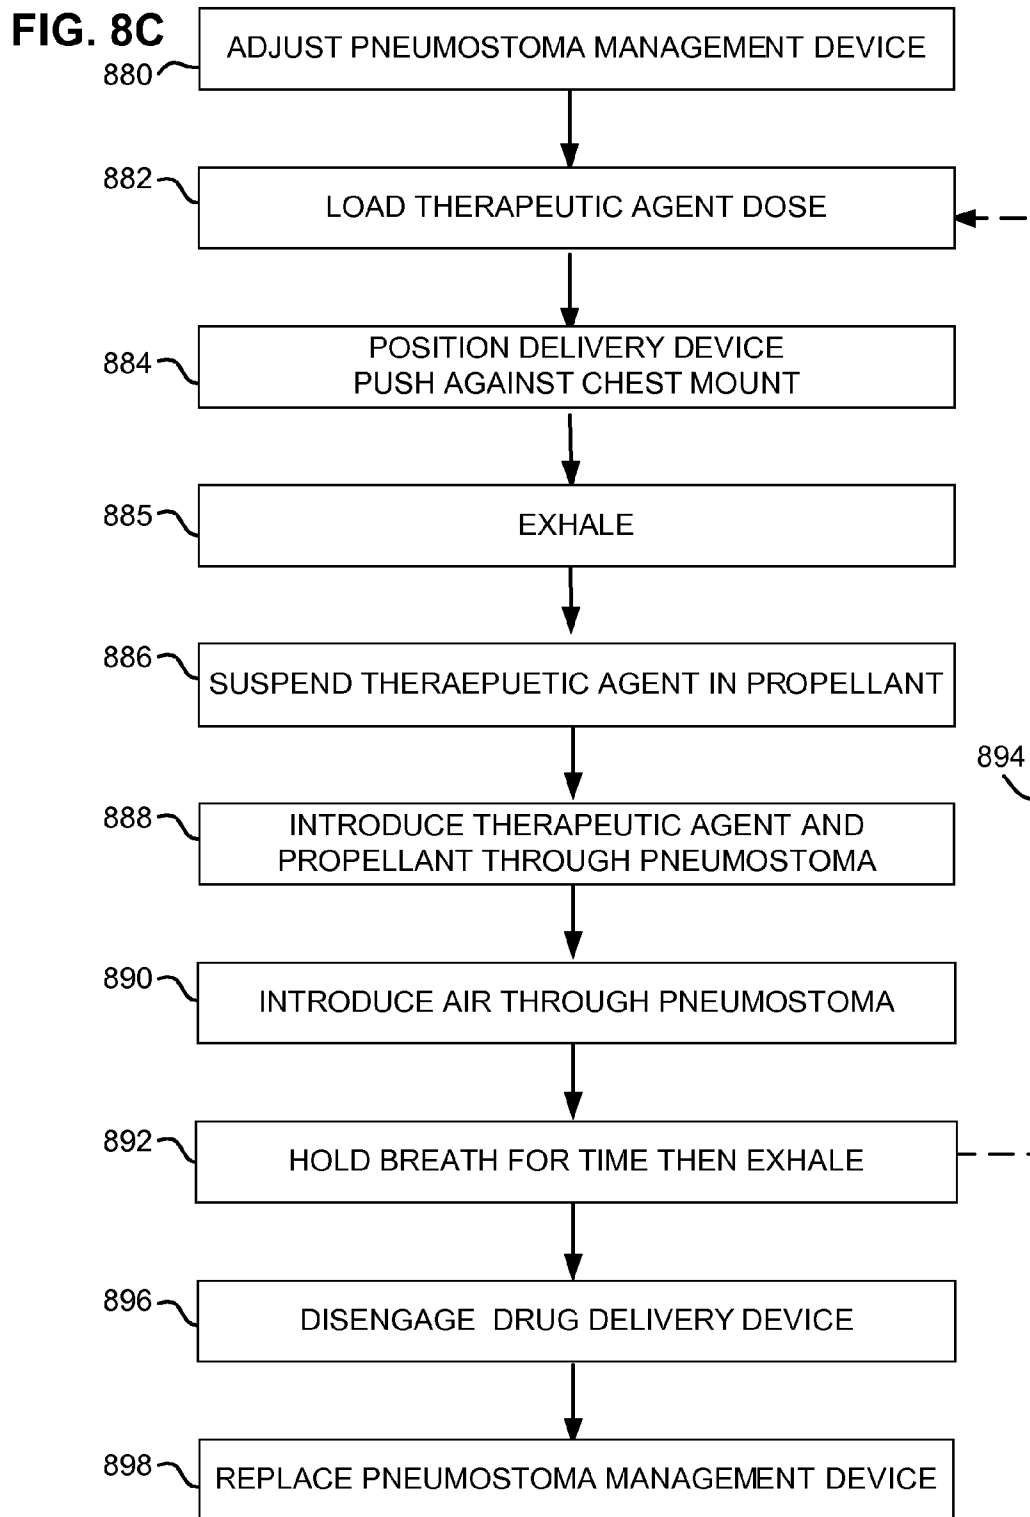 FIG. 8C
880
ADJUST PNEUMOSTOMA MANAGEMENT DEVICE
882
LOAD THERAPEUTIC AGENT DOSE
884
POSITION DELIVERY DEVICE
PUSH AGAINST CHEST MOUNT
885
EXHALE
886
SUSPEND THERAEPUETIC AGENT IN PROPELLANT
894
888
INTRODUCE THERAPEUTIC AGENT AND
PROPELLANT THROUGH PNEUMOSTOMA
890
INTRODUCE AIR THROUGH PNEUMOSTOMA
892
HOLD BREATH FOR TIME THEN EXHALE
896
DISENGAGE DRUG DELIVERY DEVICE
898
REPLACE PNEUMOSTOMA MANAGEMENT DEVICE